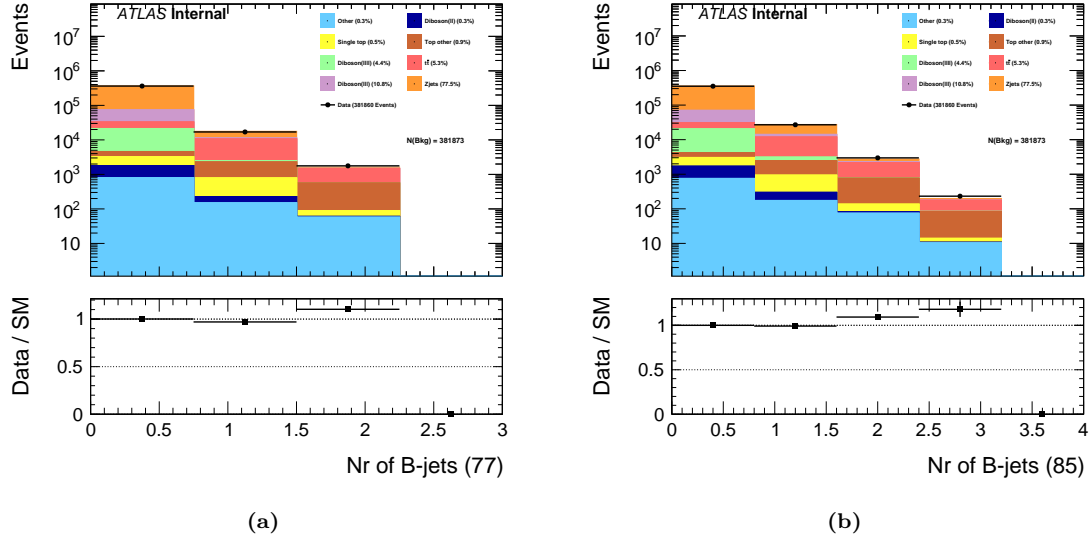 ATLAS Internal
Events
10⁷
10⁶
10⁵
10⁴
10³
10²
10
Other (0.3%) Diboson(II) (0.3%)
Single top (0.5%) Top other (0.9%)
Diboson(IIII) (4.4%) tt̄ (5.3%)
Diboson(III) (10.8%) Zjets (77.5%)
Data (381860 Events)
N(Bkg) = 381873
Data / SM
1
0.5
0
0 0.5 1 1.5 2 2.5 3
Nr of B-jets (77)
(a)
ATLAS Internal
Events
10⁷
10⁶
10⁵
10⁴
10³
10²
10
Other (0.3%) Diboson(II) (0.3%)
Single top (0.5%) Top other (0.9%)
Diboson(IIII) (4.4%) tt̄ (5.3%)
Diboson(III) (10.8%) Zjets (77.5%)
Data (381860 Events)
N(Bkg) = 381873
Data / SM
1
0.5
0
0 0.5 1 1.5 2 2.5 3 3.5 4
Nr of B-jets (85)
(b)